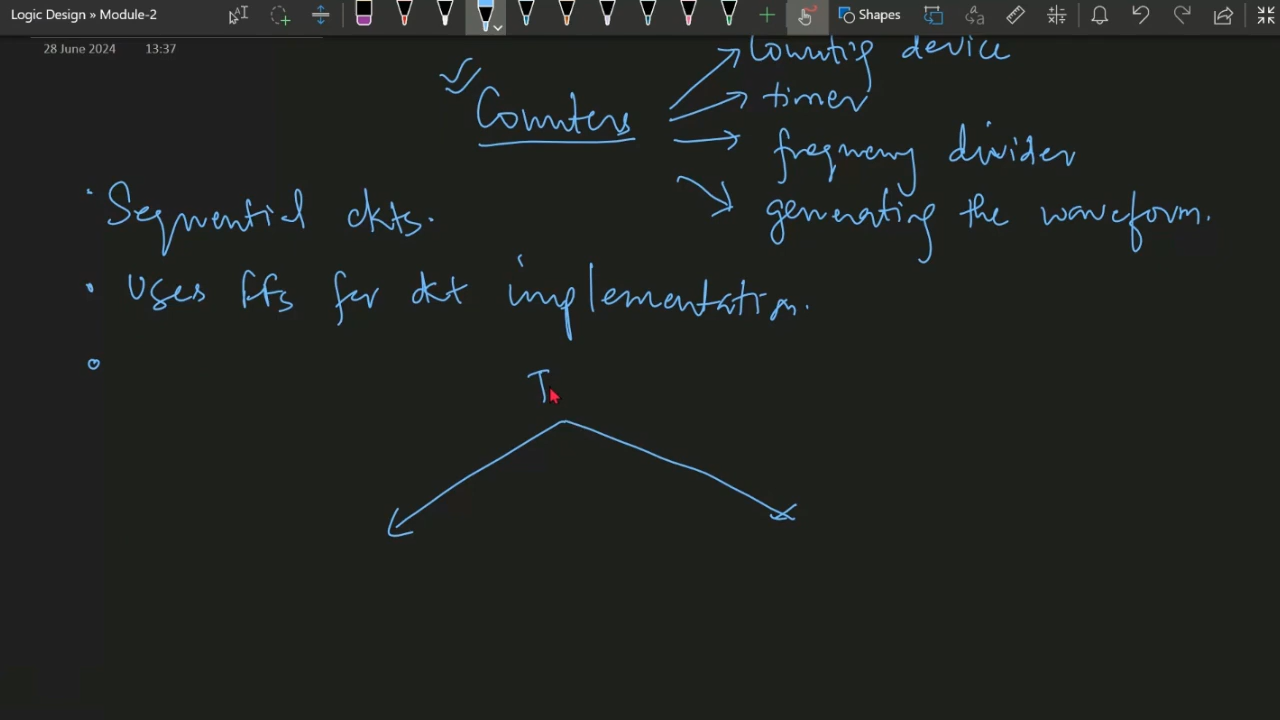 Logic Design » Module-2
Shapes
28 June 2024 13:37
Counting device
Counters
timer
frequency divider
generating the waveform.
Sequential ckts.
Uses ffs for ckt implementation.
T